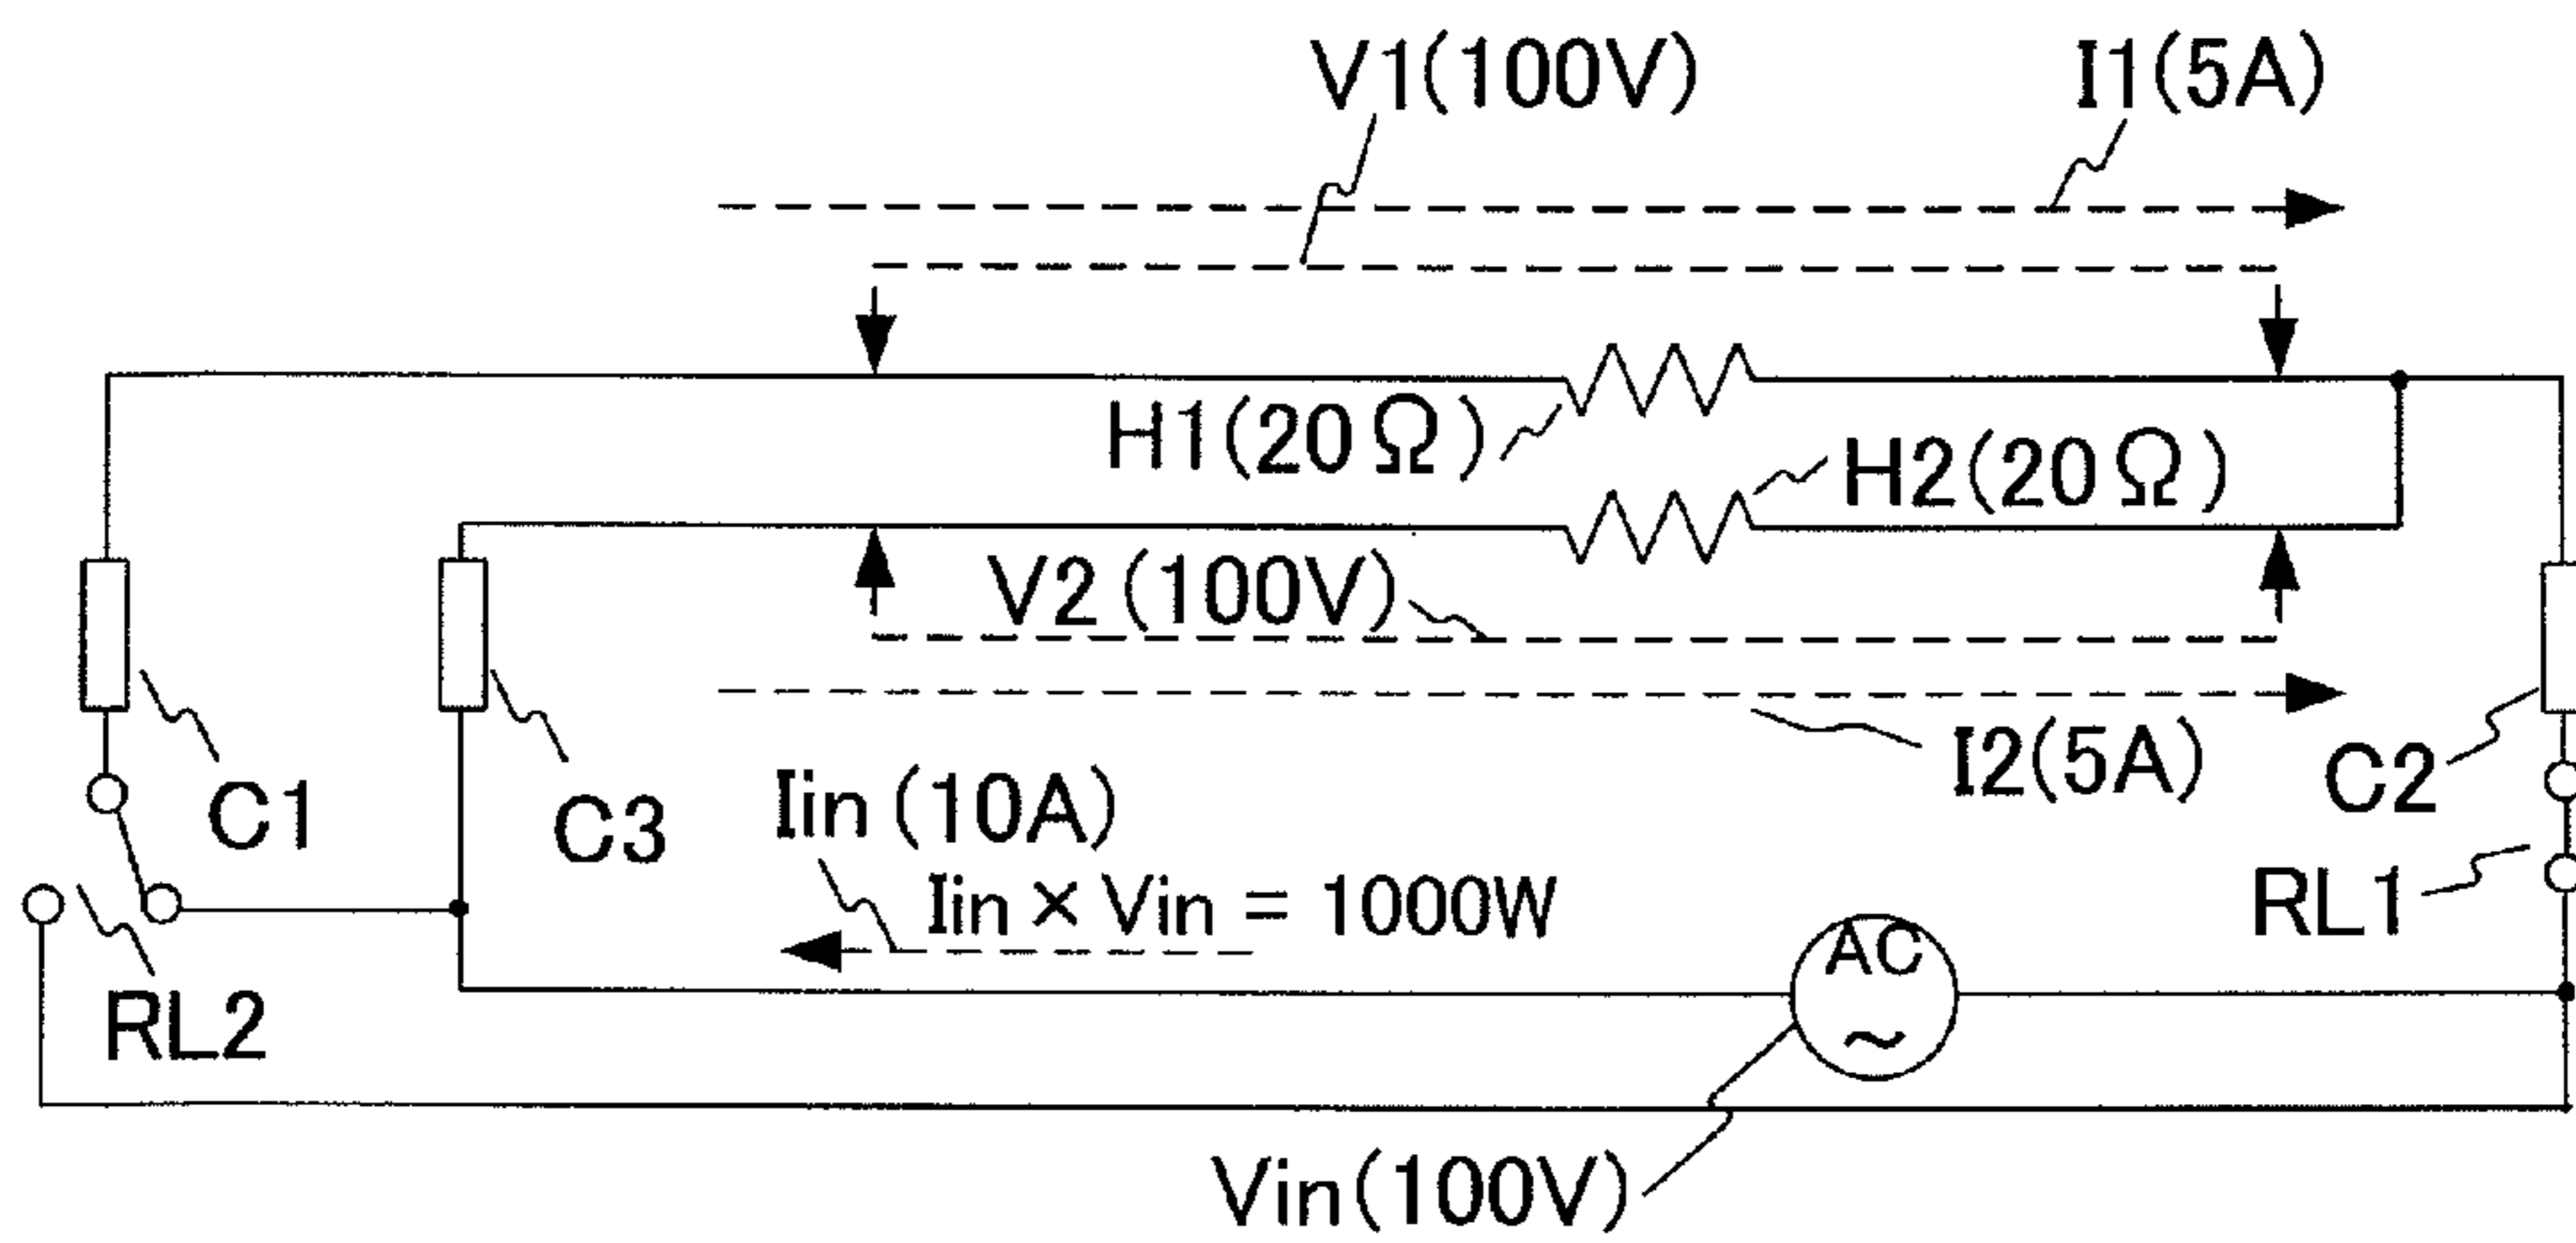 V1(100V)
I1(5A)
H1(20Ω)
H2(20Ω)
V2(100V)
I2(5A)
C1
C3
C2
Iin(10A)
Iin × Vin = 1000W
RL1
RL2
AC
~
Vin(100V)